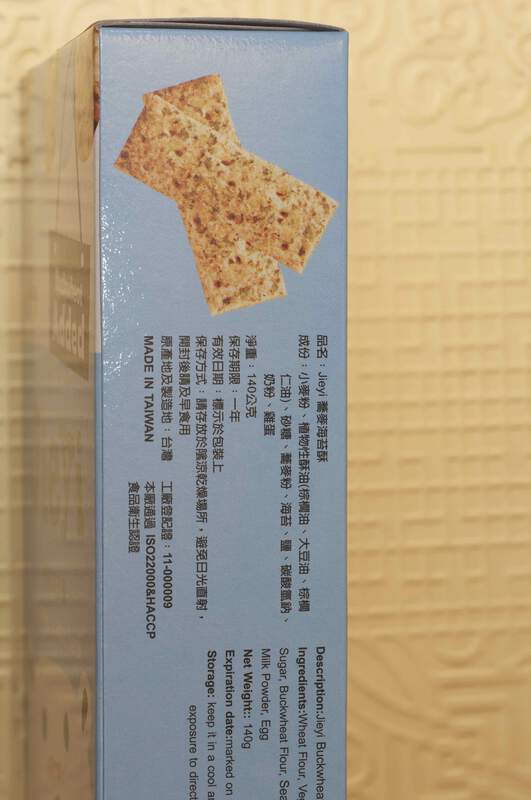 品名：Jieyi 蕎麥海苔酥
成份：小麥粉、植物性酥油(棕櫚油、大豆油、棕櫚
仁油)、砂糖、蕎麥粉、海苔、鹽、碳酸氫鈉、
奶粉、雞蛋
淨重：140公克
保存期限：一年
有效日期：標示於包裝上
保存方式：請存放於陰涼乾燥場所，避免日光直射，
開封後請及早食用
原產地及製造地：台灣 工廠登記證：11-000009
MADE IN TAIWAN 本廠通過 ISO22000&HACCP
食品衛生認證
Description:Jieyi Buckwhea
Ingredients:Wheat Flour, Ve
Sugar, Buckwheat Flour, Sea
Milk Powder, Egg
Net Weight:: 140g
Expiration date:marked on
Storage: keep it in a cool a
exposure to direct
Added